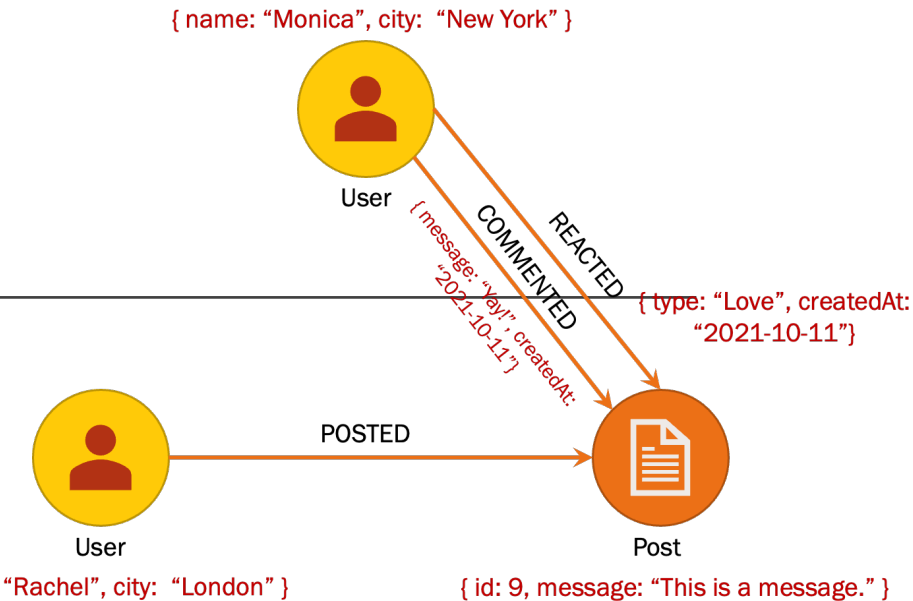 { name: “Monica”, city:  “New York” }
User
COMMENTED
REACTED
{ message: “Yay!”, createdAt:
“2021-10-11”}
{ type: “Love”, createdAt:
“2021-10-11”}
POSTED
User
Post
“Rachel”, city:  “London” }
{ id: 9, message: “This is a message.” }